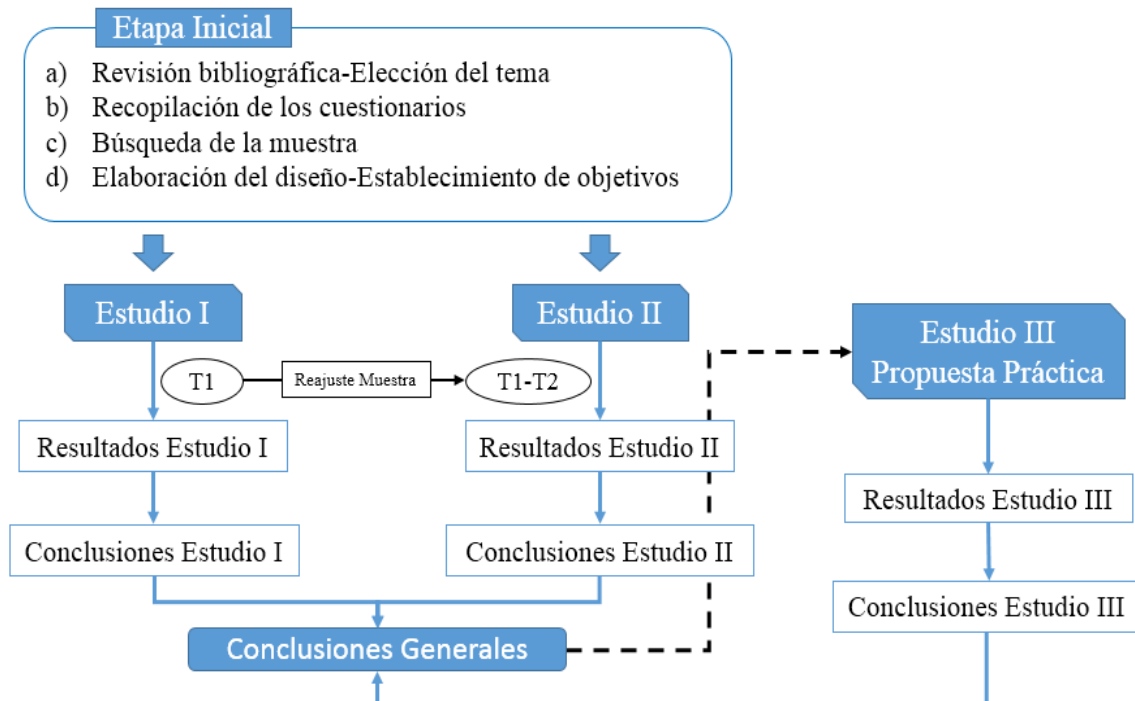 Etapa Inicial
a) Revisión bibliográfica-Elección del tema
b) Recopilación de los cuestionarios
c) Búsqueda de la muestra
d) Elaboración del diseño-Establecimiento de objetivos
Estudio I
Estudio II
Estudio III
Propuesta Práctica
T1
Reajuste Muestra
T1-T2
Resultados Estudio I
Resultados Estudio II
Resultados Estudio III
Conclusiones Estudio I
Conclusiones Estudio II
Conclusiones Estudio III
Conclusiones Generales